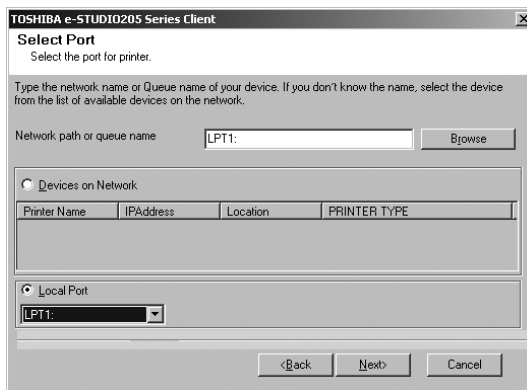 TOSHIBA e-STUDIO205 Series Client
Select Port
Select the port for printer.
Type the network name or Queue name of your device. If you don't know the name, select the device
from the list of available devices on the network.
Network path or queue name LPT1: Browse
Devices on Network
Printer Name IPAddress Location PRINTER TYPE
Local Port
LPT1:
<Back Next> Cancel